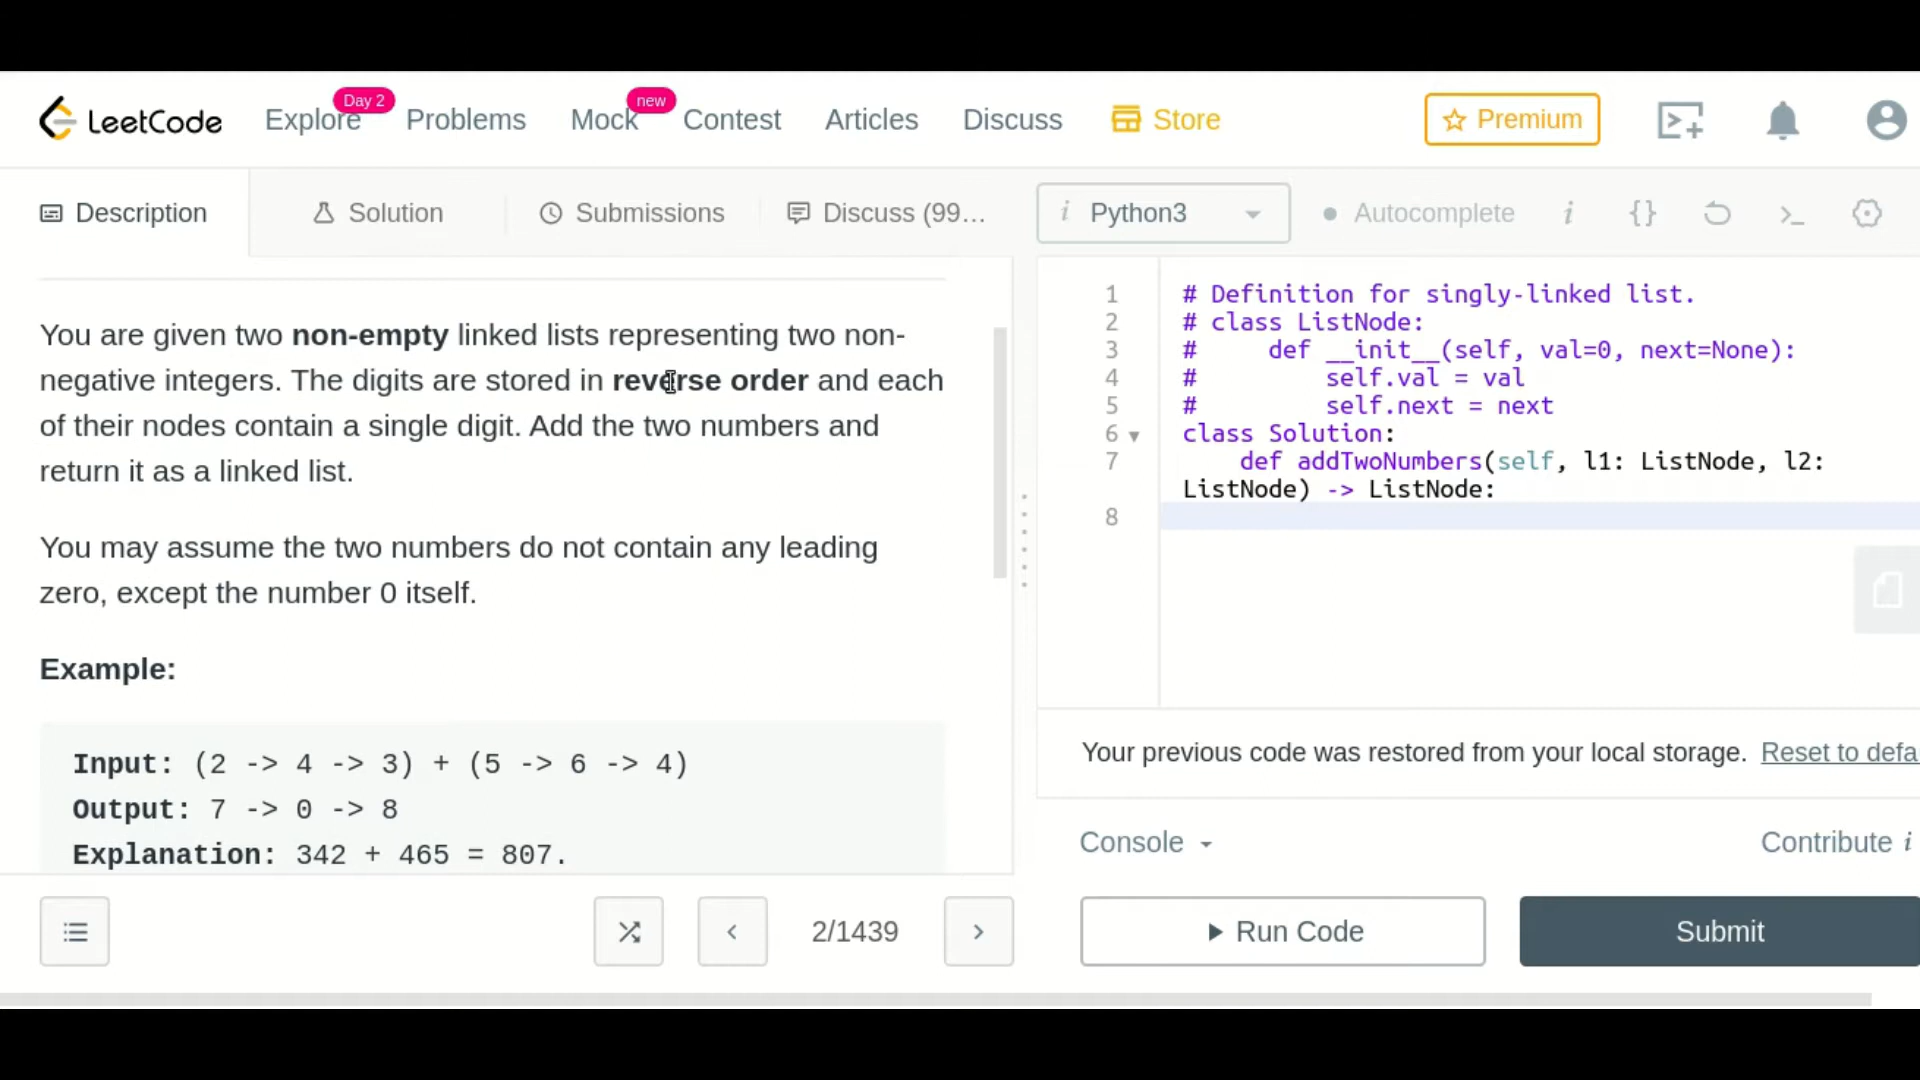 Day 2
new
LeetCode
Explore
Problems
Mock
Contest
Articles
Discuss
Store
Premium
Description
Solution
Submissions
Discuss (99...
i Python3
Autocomplete
i
{}
You are given two non-empty linked lists representing two non-
negative integers. The digits are stored in reverse order and each
of their nodes contain a single digit. Add the two numbers and
return it as a linked list.
You may assume the two numbers do not contain any leading
zero, except the number 0 itself.
Example:
Input: (2 -> 4 -> 3) + (5 -> 6 -> 4)
Output: 7 -> 0 -> 8
Explanation: 342 + 465 = 807.
2/1439
1 # Definition for singly-linked list.
2 # class ListNode:
3 #     def __init__(self, val=0, next=None):
4 #         self.val = val
5 #         self.next = next
6 class Solution:
7     def addTwoNumbers(self, l1: ListNode, l2:
ListNode) -> ListNode:
8
Your previous code was restored from your local storage. Reset to defa
Console
Contribute i
Run Code
Submit